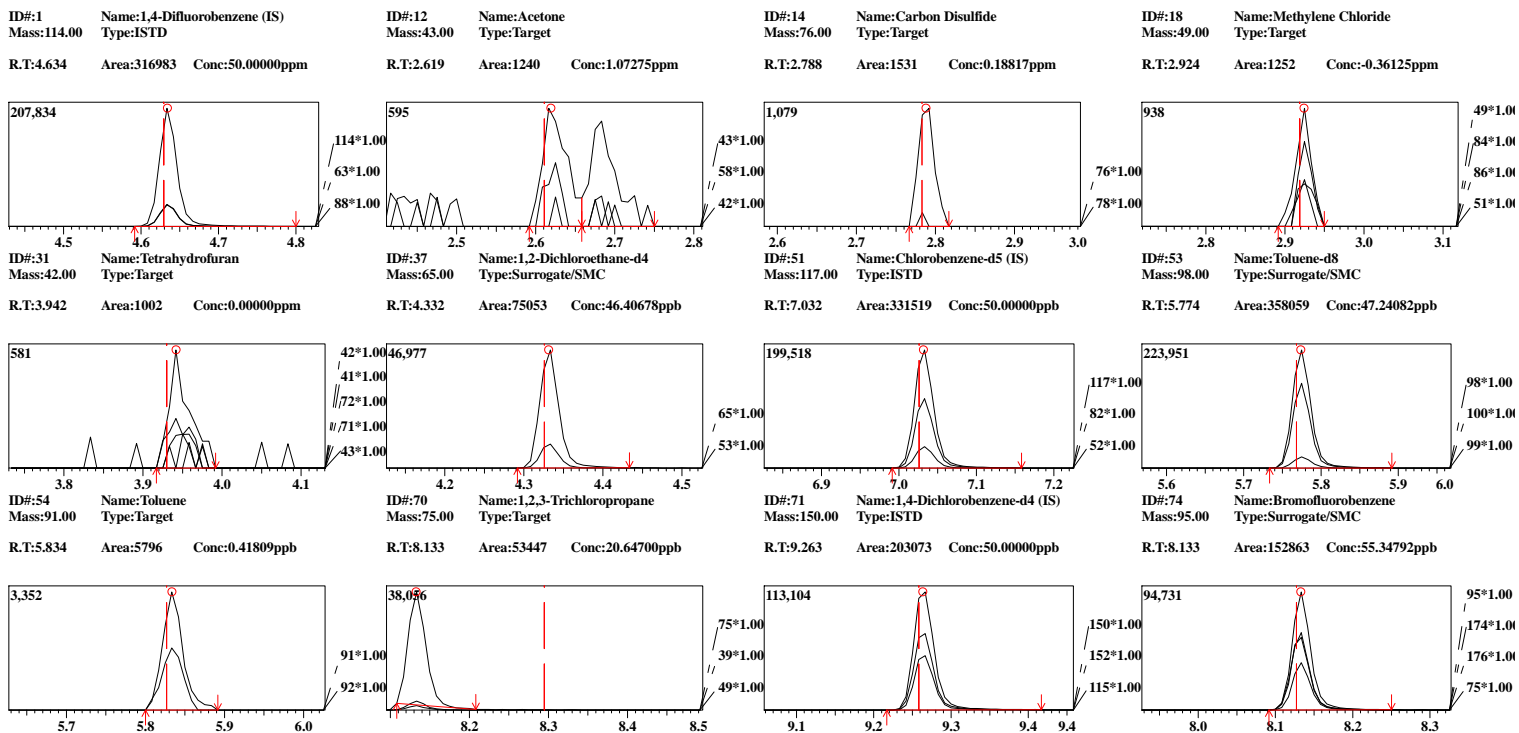 ID#:1 Name:1,4-Difluorobenzene (IS)
Mass:114.00 Type:ISTD
R.T:4.634 Area:316983 Conc:50.00000ppm
207,834
114*1.00
63*1.00
88*1.00
4.5 4.6 4.7 4.8
ID#:12 Name:Acetone
Mass:43.00 Type:Target
R.T:2.619 Area:1240 Conc:1.07275ppm
595
43*1.00
58*1.00
42*1.00
2.5 2.6 2.7 2.8
ID#:14 Name:Carbon Disulfide
Mass:76.00 Type:Target
R.T:2.788 Area:1531 Conc:0.18817ppm
1,079
76*1.00
78*1.00
2.6 2.7 2.8 2.9 3.0
ID#:18 Name:Methylene Chloride
Mass:49.00 Type:Target
R.T:2.924 Area:1252 Conc:-0.36125ppm
938
49*1.00
84*1.00
86*1.00
51*1.00
2.8 2.9 3.0 3.1
ID#:31 Name:Tetrahydrofuran
Mass:42.00 Type:Target
R.T:3.942 Area:1002 Conc:0.00000ppm
581
42*1.00
41*1.00
72*1.00
71*1.00
43*1.00
3.8 3.9 4.0 4.1
ID#:37 Name:1,2-Dichloroethane-d4
Mass:65.00 Type:Surrogate/SMC
R.T:4.332 Area:75053 Conc:46.40678ppb
46,977
65*1.00
53*1.00
4.2 4.3 4.4 4.5
ID#:51 Name:Chlorobenzene-d5 (IS)
Mass:117.00 Type:ISTD
R.T:7.032 Area:331519 Conc:50.00000ppb
199,518
117*1.00
82*1.00
52*1.00
6.9 7.0 7.1 7.2
ID#:53 Name:Toluene-d8
Mass:98.00 Type:Surrogate/SMC
R.T:5.774 Area:358059 Conc:47.24082ppb
223,951
98*1.00
100*1.00
99*1.00
5.6 5.7 5.8 5.9 6.0
ID#:54 Name:Toluene
Mass:91.00 Type:Target
R.T:5.834 Area:5796 Conc:0.41809ppb
3,352
91*1.00
92*1.00
5.7 5.8 5.9 6.0
ID#:70 Name:1,2,3-Trichloropropane
Mass:75.00 Type:Target
R.T:8.133 Area:53447 Conc:20.64700ppb
38,056
75*1.00
39*1.00
49*1.00
8.2 8.3 8.4 8.5
ID#:71 Name:1,4-Dichlorobenzene-d4 (IS)
Mass:150.00 Type:ISTD
R.T:9.263 Area:203073 Conc:50.00000ppb
113,104
150*1.00
152*1.00
115*1.00
9.1 9.2 9.3 9.4 9.4
ID#:74 Name:Bromofluorobenzene
Mass:95.00 Type:Surrogate/SMC
R.T:8.133 Area:152863 Conc:55.34792ppb
94,731
95*1.00
174*1.00
176*1.00
75*1.00
8.0 8.1 8.2 8.3